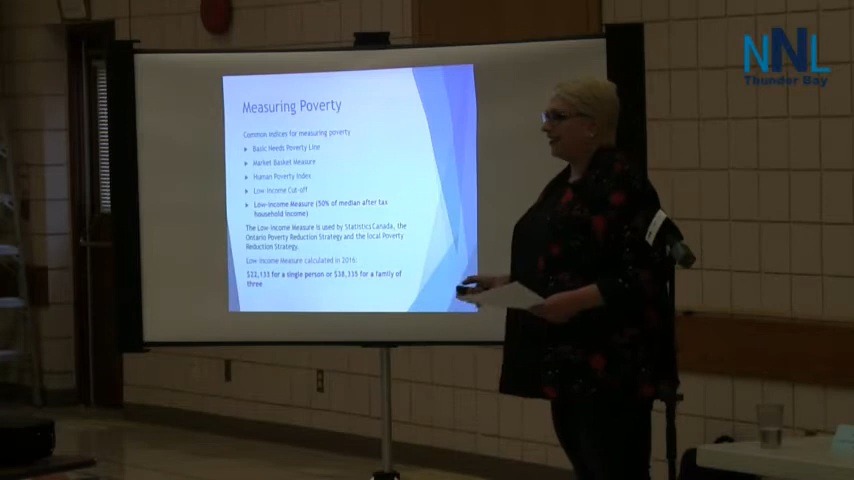 NNL
Thunder Bay
Measuring Poverty
Common indices for measuring poverty
Basic Needs Poverty Line
Market Basket Measure
Human Poverty Index
Low-Income Cut-off
Low-Income Measure (50% of median after tax
household income)
The Low-Income Measure is used by Statistics Canada, the
Ontario Poverty Reduction Strategy and the local Poverty
Reduction Strategy.
Low-Income Measure calculated in 2016:
$22,133 for a single person or $38,335 for a family of
three